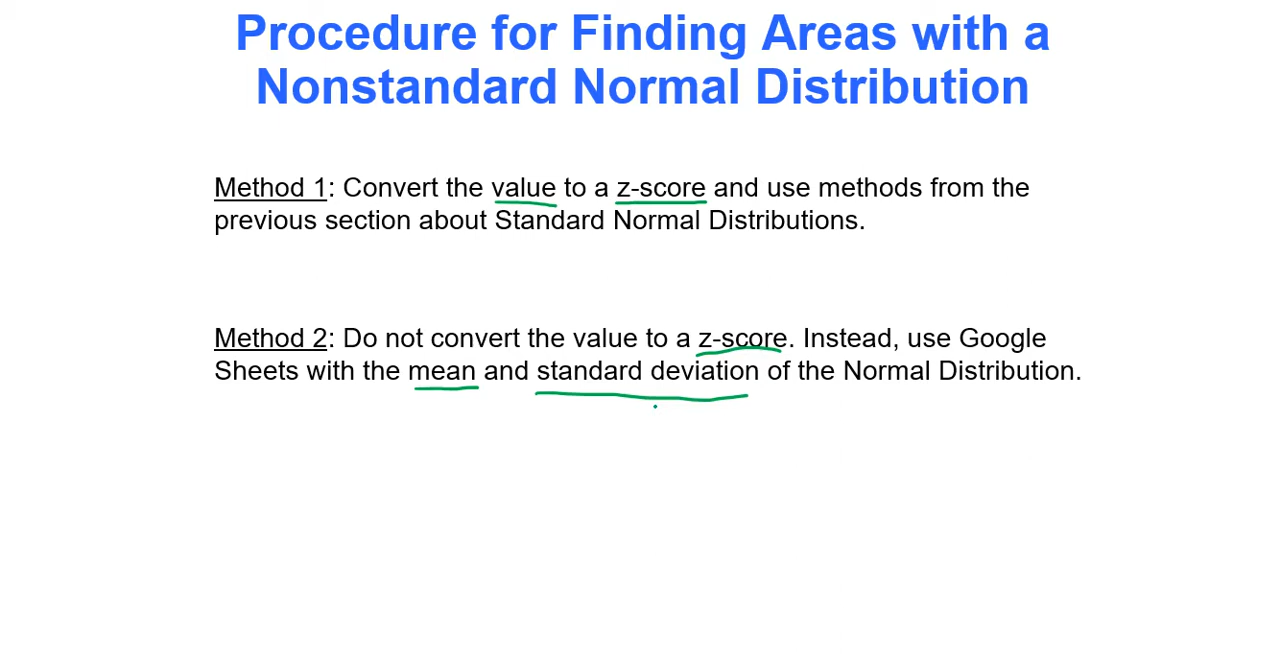 Procedure for Finding Areas with a
Nonstandard Normal Distribution
Method 1: Convert the value to a z-score and use methods from the
previous section about Standard Normal Distributions.
Method 2: Do not convert the value to a z-score. Instead, use Google
Sheets with the mean and standard deviation of the Normal Distribution.